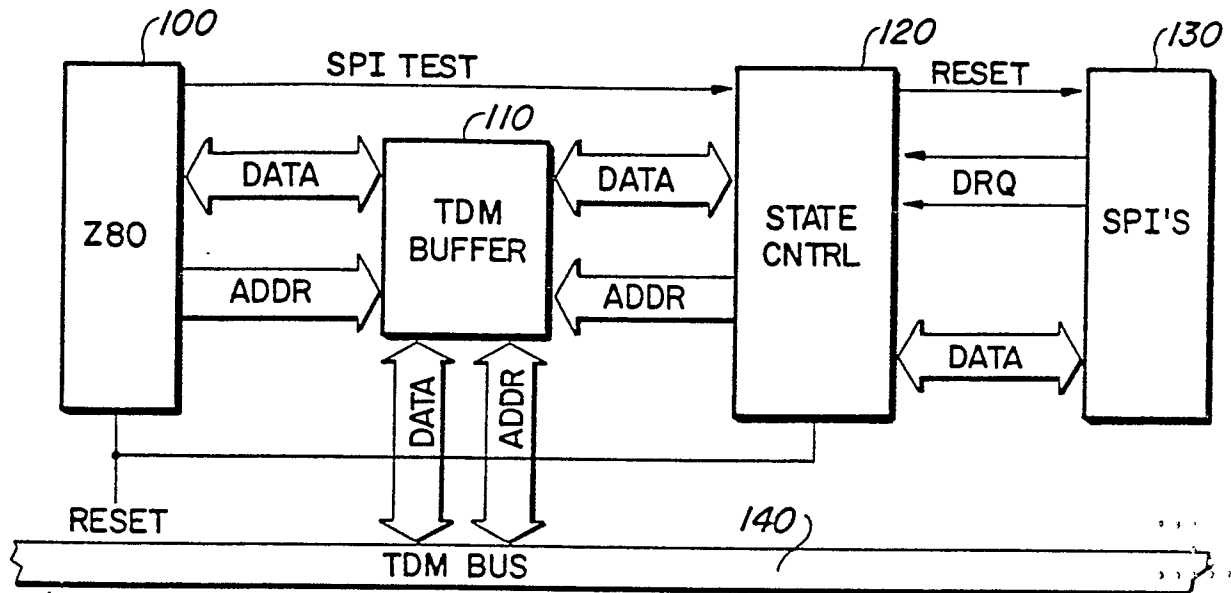 100
120
130
SPI TEST
RESET
110
DATA
DATA
DRQ
Z80
TDM
BUFFER
STATE
CNTRL
SPI'S
ADDR
ADDR
DATA
DATA
ADDR
RESET
140
TDM BUS